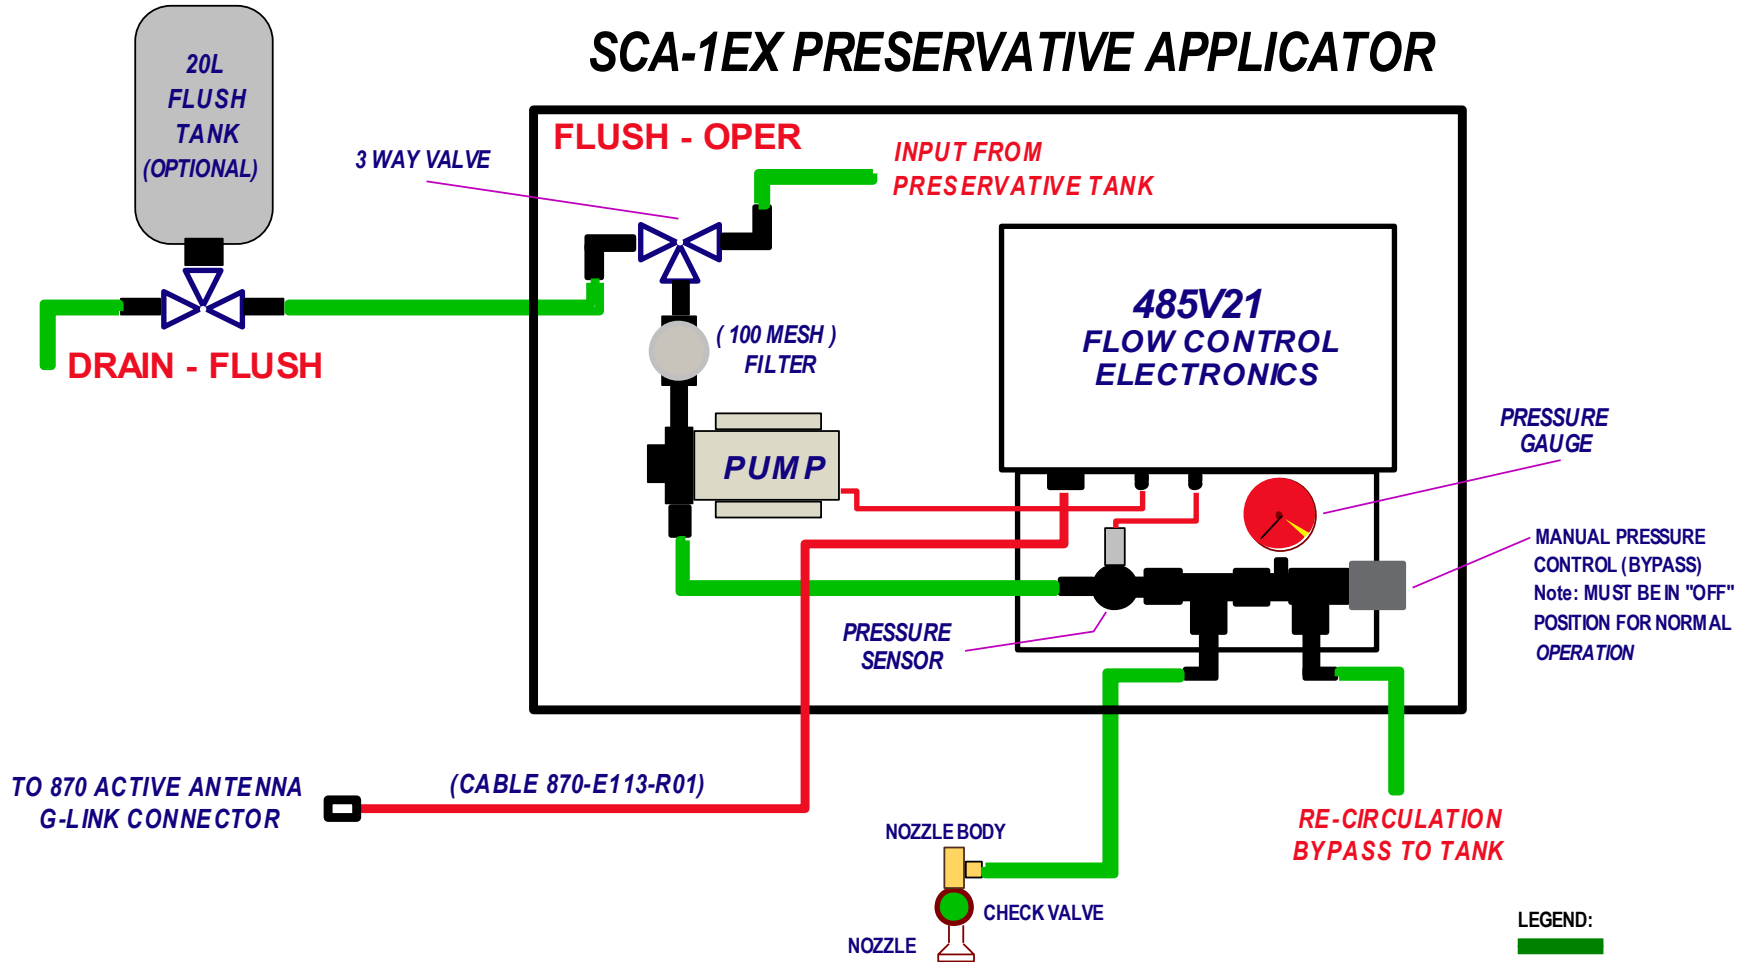 SCA-1EX PRESERVATIVE APPLICATOR
20L
FLUSH
TANK
(OPTIONAL)
3 WAY VALVE
FLUSH - OPER
INPUT FROM
PRESERVATIVE TANK
DRAIN - FLUSH
( 100 MESH )
FILTER
485V21
FLOW CONTROL
ELECTRONICS
PUMP
PRESSURE
GAUGE
MANUAL PRESSURE
CONTROL (BYPASS)
Note: MUST BE IN "OFF"
POSITION FOR NORMAL
OPERATION
PRESSURE
SENSOR
TO 870 ACTIVE ANTENNA
G-LINK CONNECTOR
(CABLE 870-E113-R01)
RE-CIRCULATION
BYPASS TO TANK
NOZZLE BODY
CHECK VALVE
NOZZLE
LEGEND: